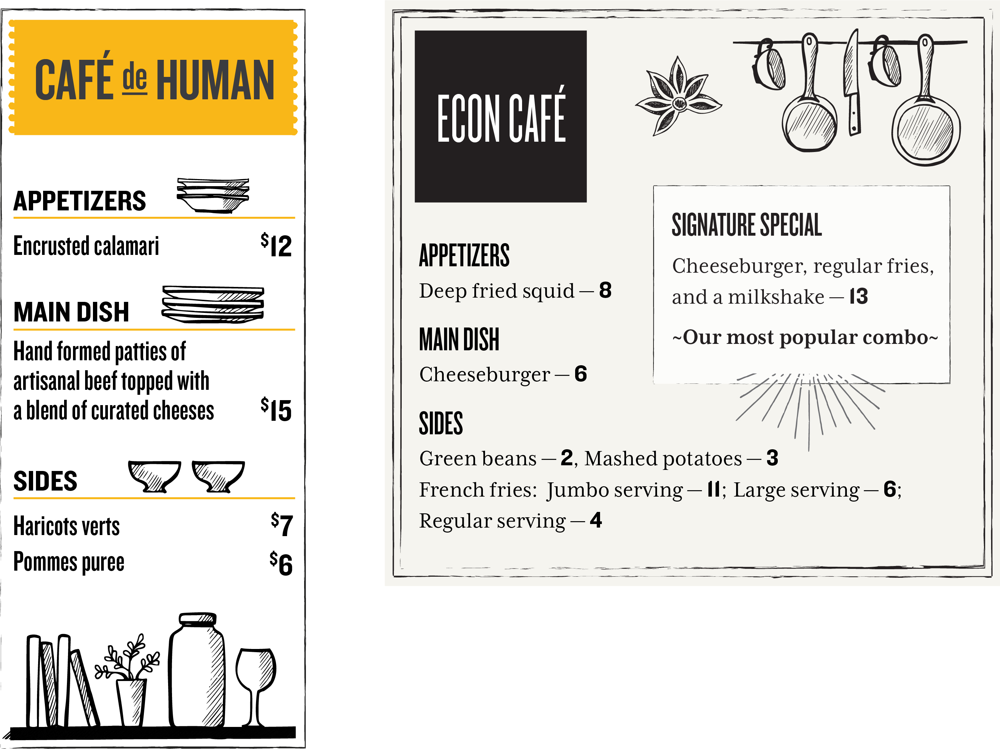 CAFÉ de HUMAN
APPETIZERS
Encrusted calamari $12
MAIN DISH
Hand formed patties of
artisanal beef topped with
a blend of curated cheeses $15
SIDES
Haricots verts $7
Pommes puree $6
ECON CAFÉ
APPETIZERS
Deep fried squid — 8
MAIN DISH
Cheeseburger — 6
SIDES
Green beans — 2, Mashed potatoes — 3
French fries: Jumbo serving — 11; Large serving — 6;
Regular serving — 4
SIGNATURE SPECIAL
Cheeseburger, regular fries,
and a milkshake — 13
~Our most popular combo~